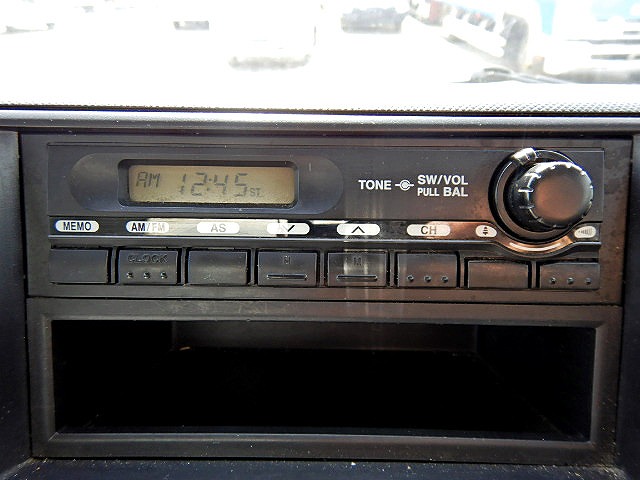 AM 12:45 ST.
TONE SW/VOL
PULL BAL
MEMO AM/FM AS CH
CLOCK H M